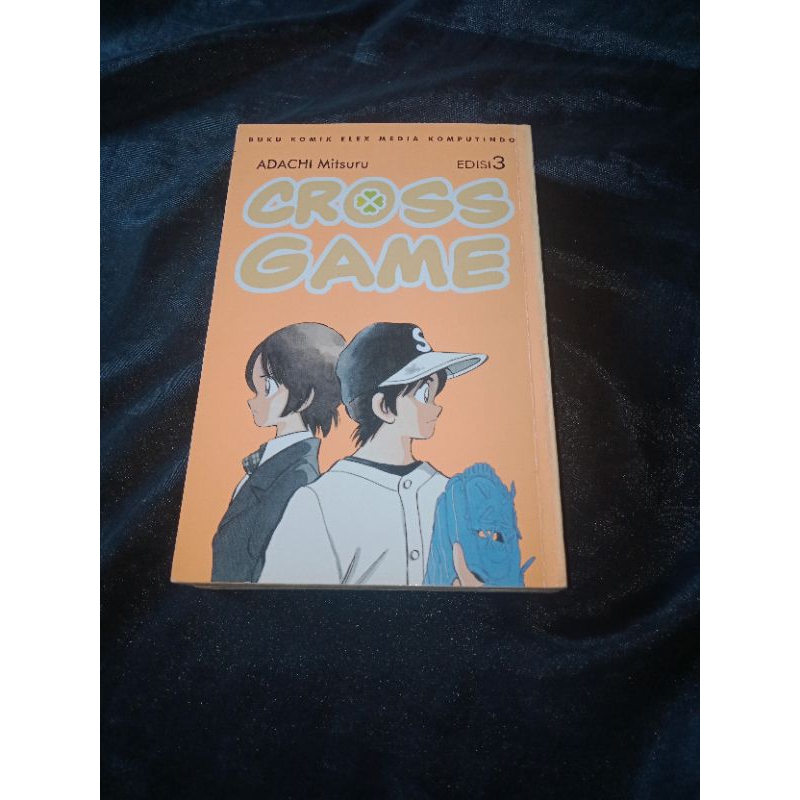 BUKU KOMIK ELEX MEDIA KOMPUTINDO
ADACHI Mitsuru EDISI 3
CROSS
GAME
S